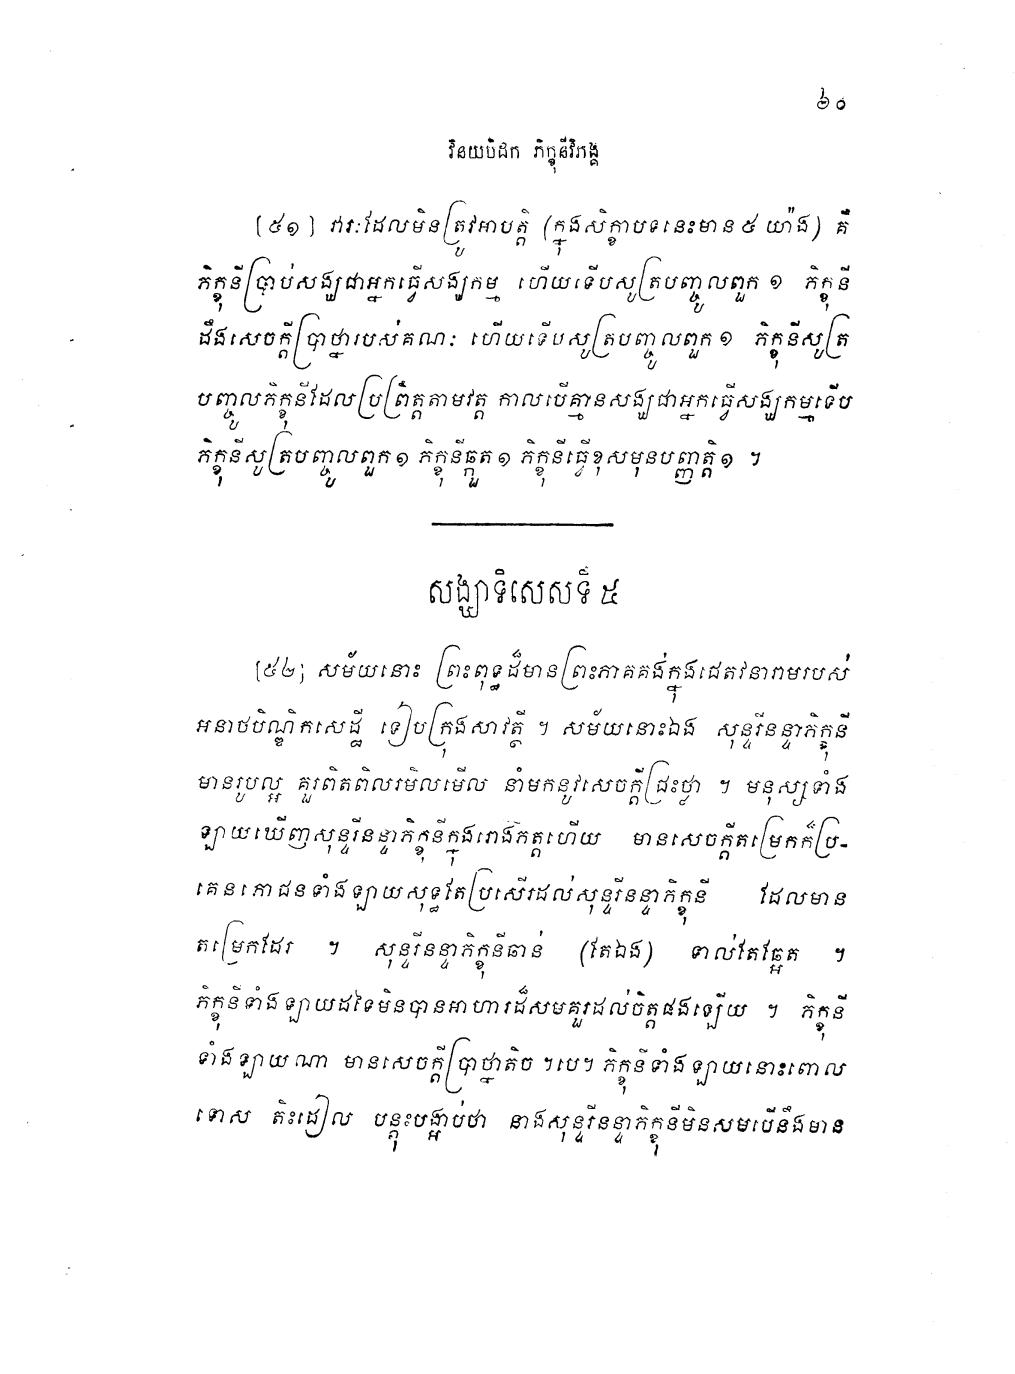 ៦០
វិនយបិដក ភិក្ខុនីវិភង្គ
[៥១] វារៈដែលមិនត្រូវអាបត្តិ (ក្នុងសិក្ខាបទនេះមាន ៥ យ៉ាង) គឺ
ភិក្ខុនីប្រាប់សង្ឃជាអ្នកធ្វើសង្ឃកម្ម ហើយទើបសូត្របញ្ចូលពួក ១ ភិក្ខុនី
ដឹងសេចក្តីប្រាថ្នារបស់គណៈ ហើយទើបសូត្របញ្ចូលពួក ១ ភិក្ខុនីសូត្រ
បញ្ចូលភិក្ខុនីដែលប្រព្រឹត្តតាមវត្ត កាលបើគ្មានសង្ឃជាអ្នកធ្វើសង្ឃកម្មទើប
ភិក្ខុនីសូត្របញ្ចូលពួក ១ ភិក្ខុនីឆ្កួត ១ ភិក្ខុនីធ្វើខុសមុនបញ្ញត្តិ ១ ។
សង្ឃាទិសេសទី ៥
[៥២] សម័យនោះ ព្រះពុទ្ធដ៏មានព្រះភាគគង់ក្នុងជេតវនារាមរបស់
អនាថបិណ្ឌិកសេដ្ឋី ទៀបក្រុងសាវត្ថី ។ សម័យនោះឯង សុន្ទរីនន្ទាភិក្ខុនី
មានរូបល្អ គួរពិតពិលរមិលមើល នាំមកនូវសេចក្តីជ្រះថ្លា ។ មនុស្សទាំង
ឡាយឃើញសុន្ទរីនន្ទាភិក្ខុនីក្នុងរោងភត្តហើយ មានសេចក្តីតម្រេកក៏ប្រ-
គេនភោជនទាំងឡាយសុទ្ធតែប្រសើរដល់សុន្ទរីនន្ទាភិក្ខុនី ដែលមាន
តម្រេកដែរ ។ សុន្ទរីនន្ទាភិក្ខុនីឆាន់ (តែឯង) ទាល់តែឆ្អែត ។
ភិក្ខុនីទាំងឡាយដទៃមិនបានអាហារដ៏សមគួរដល់ចិត្តផងឡើយ ។ ភិក្ខុនី
ទាំងឡាយណា មានសេចក្តីប្រាថ្នាតិច ។បេ។ ភិក្ខុនីទាំងឡាយនោះពោល
ទោស តិះដៀល បន្តុះបង្អាប់ថា នាងសុន្ទរីនន្ទាភិក្ខុនីមិនសមបើនឹងមាន